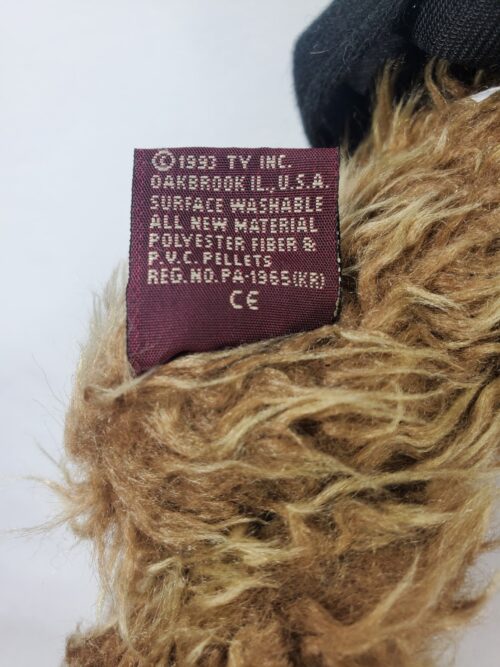 ©1993 TY INC.
OAKBROOK IL., U.S.A.
SURFACE WASHABLE
ALL NEW MATERIAL
POLYESTER FIBER &
P.V.C. PELLETS
REG. NO. PA-1965(KR)
CE